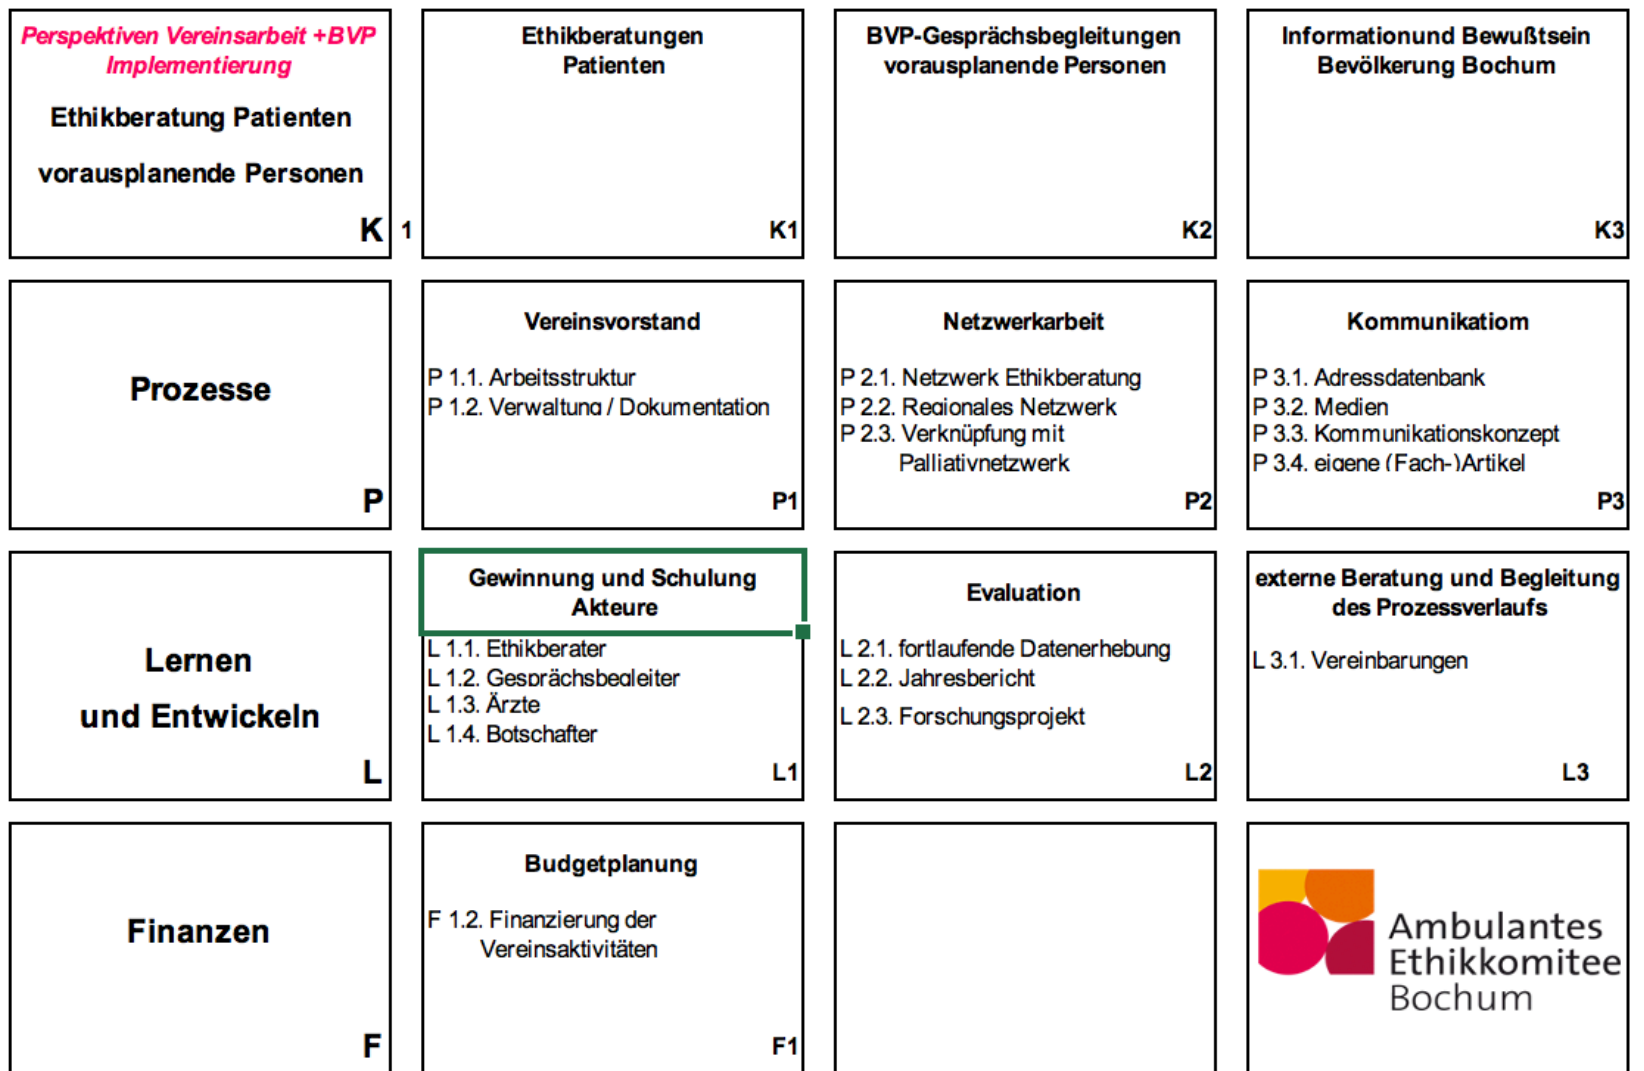 Perspektiven Vereinsarbeit +BVP
Implementierung
Ethikberatung Patienten
vorausplanende Personen
K
1
Ethikberatungen
Patienten
K1
BVP-Gesprächsbegleitungen
vorausplanende Personen
K2
Informationund Bewußtsein
Bevölkerung Bochum
K3
Prozesse
P
Vereinsvorstand
P 1.1. Arbeitsstruktur
P 1.2. Verwaltung / Dokumentation
P1
Netzwerkarbeit
P 2.1. Netzwerk Ethikberatung
P 2.2. Regionales Netzwerk
P 2.3. Verknüpfung mit
Palliativnetzwerk
P2
Kommunikatiom
P 3.1. Adressdatenbank
P 3.2. Medien
P 3.3. Kommunikationskonzept
P 3.4. eigene (Fach-)Artikel
P3
Lernen
und Entwickeln
L
Gewinnung und Schulung
Akteure
L 1.1. Ethikberater
L 1.2. Gesprächsbegleiter
L 1.3. Ärzte
L 1.4. Botschafter
L1
Evaluation
L 2.1. fortlaufende Datenerhebung
L 2.2. Jahresbericht
L 2.3. Forschungsprojekt
L2
externe Beratung und Begleitung
des Prozessverlaufs
L 3.1. Vereinbarungen
L3
Finanzen
F
Budgetplanung
F 1.2. Finanzierung der
Vereinsaktivitäten
F1
Ambulantes
Ethikkomitee
Bochum